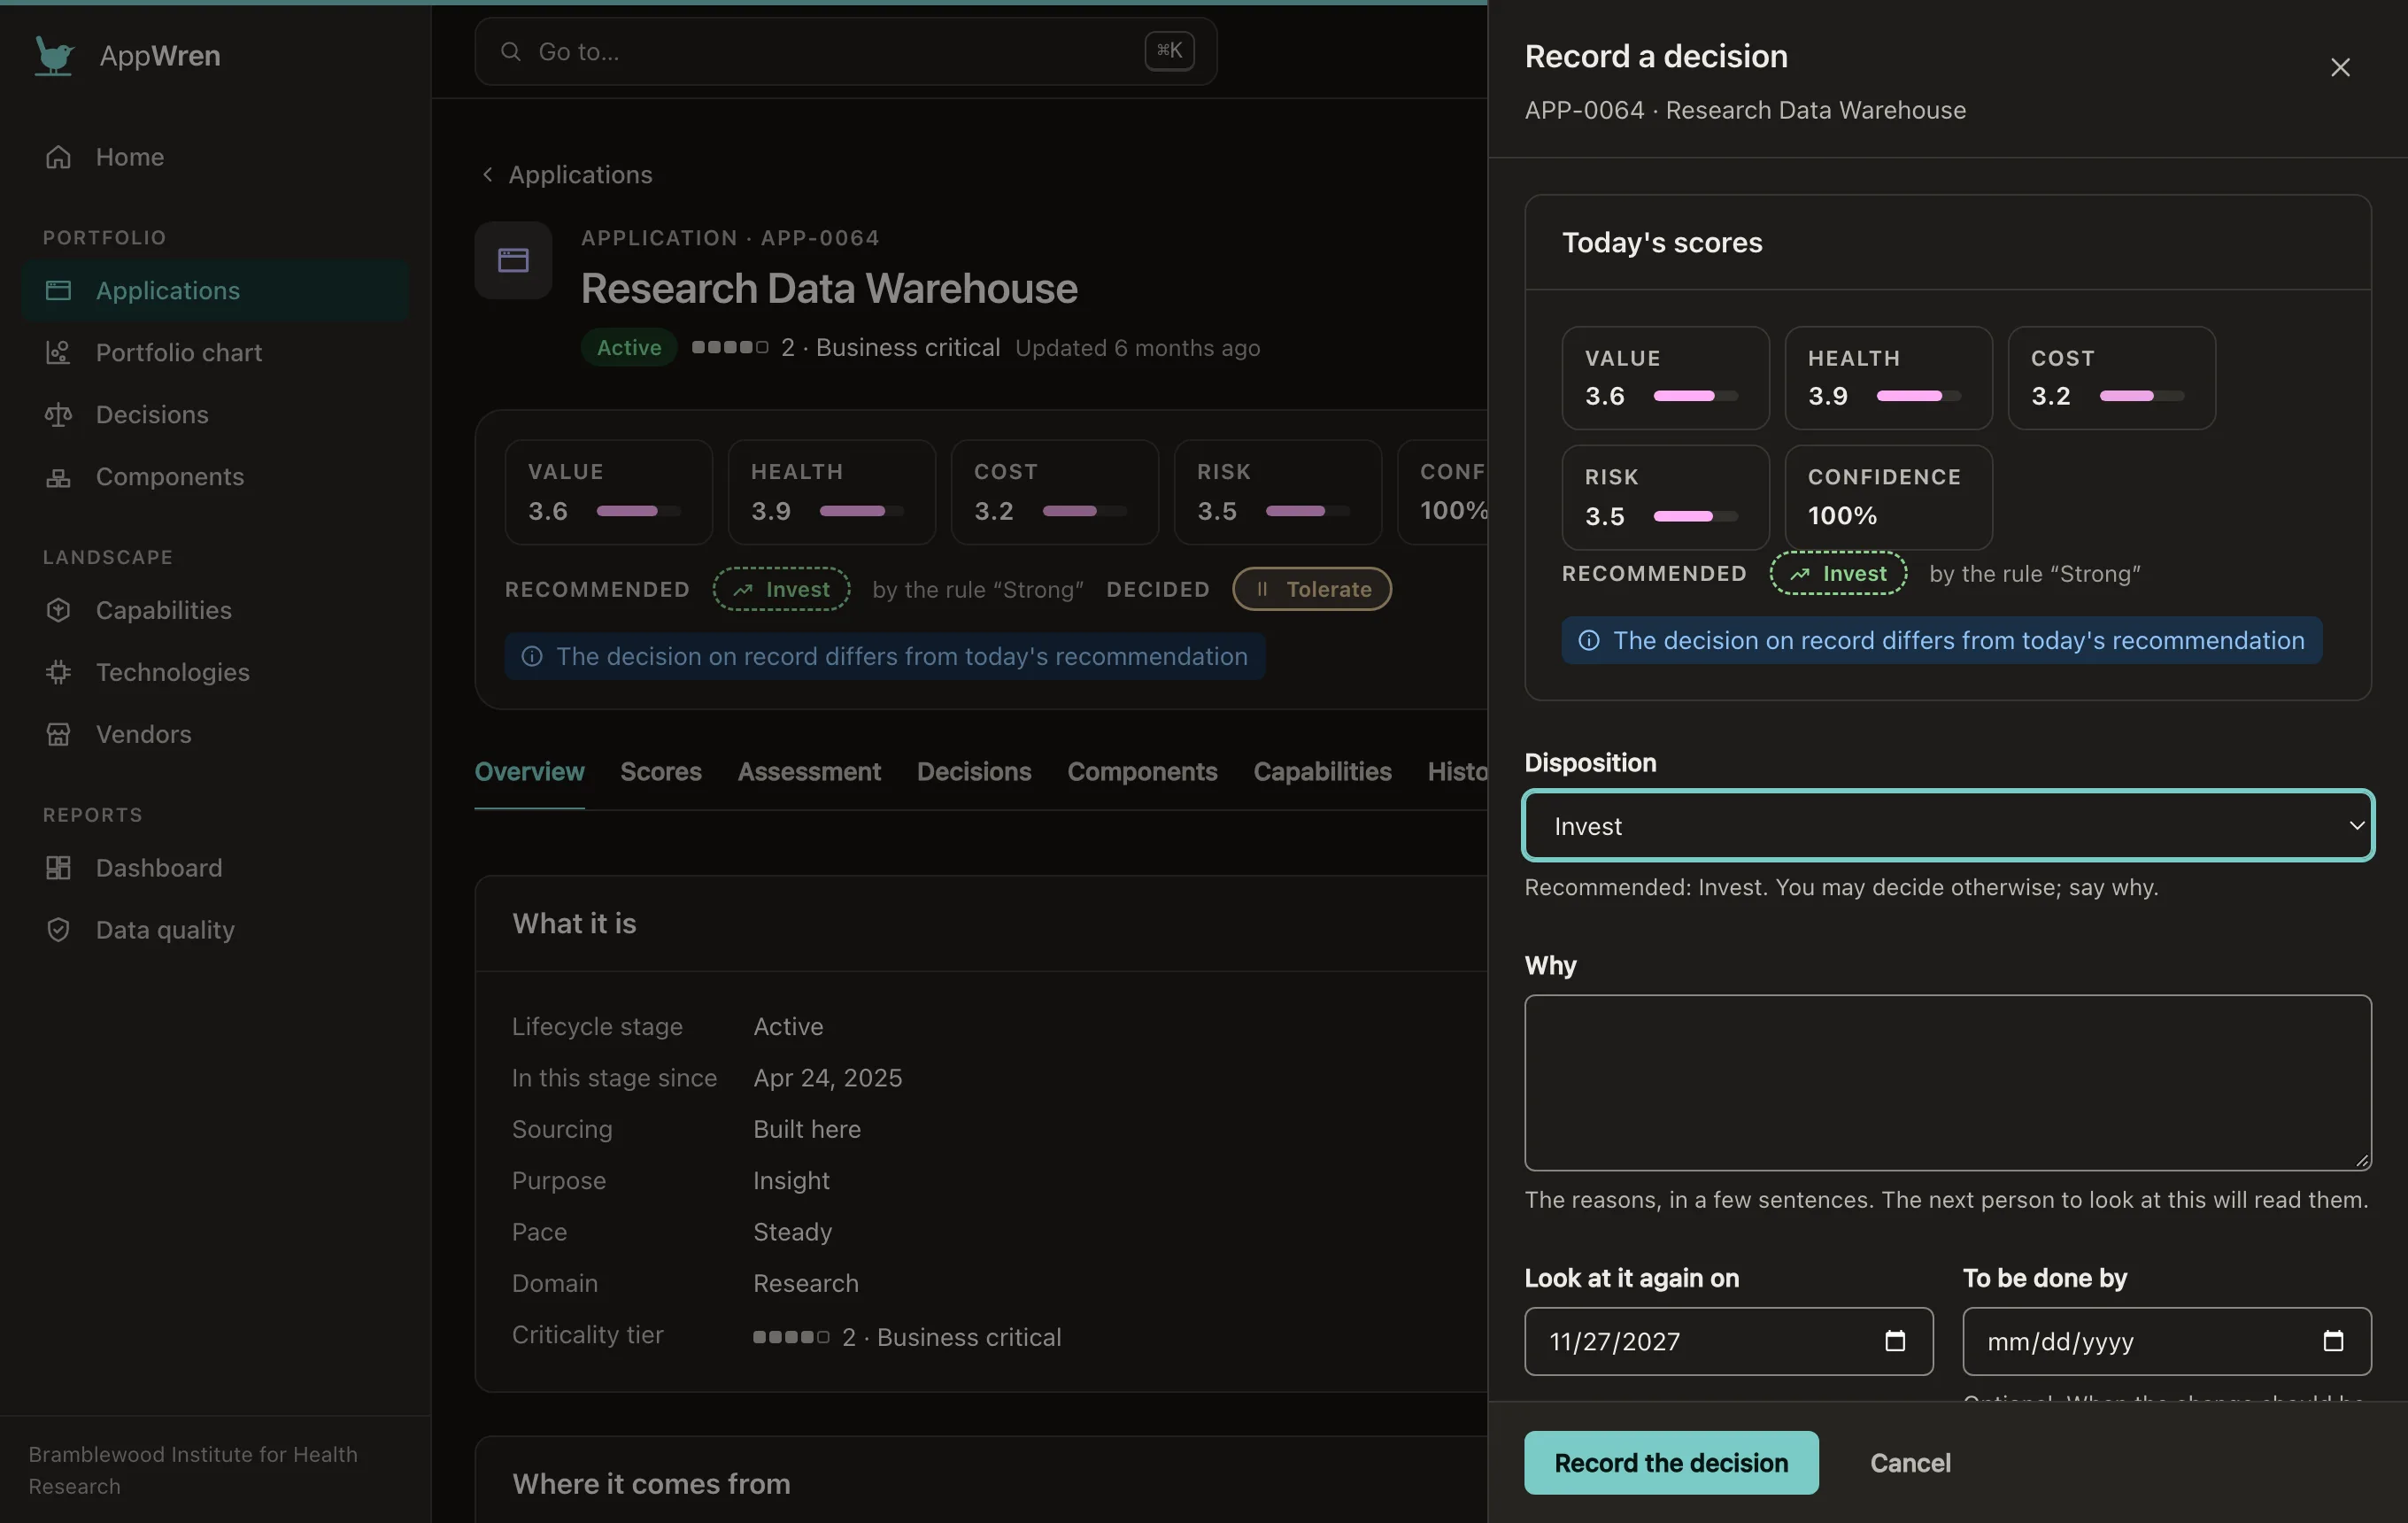 AppWren
Home
PORTFOLIO
Applications
Portfolio chart
Decisions
Components
LANDSCAPE
Capabilities
Technologies
Vendors
REPORTS
Dashboard
Data quality
Bramblewood Institute for Health
Research
Go to...
⌘K
Applications
APPLICATION · APP-0064
Research Data Warehouse
Active 2 · Business critical Updated 6 months ago
VALUE HEALTH COST RISK CONF
3.6 3.9 3.2 3.5 100%
RECOMMENDED Invest by the rule “Strong” DECIDED Tolerate
The decision on record differs from today's recommendation
Overview Scores Assessment Decisions Components Capabilities Histo
What it is
Lifecycle stage Active
In this stage since Apr 24, 2025
Sourcing Built here
Purpose Insight
Pace Steady
Domain Research
Criticality tier 2 · Business critical
Where it comes from
Record a decision
APP-0064 · Research Data Warehouse
Today's scores
VALUE HEALTH COST
3.6 3.9 3.2
RISK CONFIDENCE
3.5 100%
RECOMMENDED Invest by the rule “Strong”
The decision on record differs from today's recommendation
Disposition
Invest
Recommended: Invest. You may decide otherwise; say why.
Why
The reasons, in a few sentences. The next person to look at this will read them.
Look at it again on To be done by
11/27/2027 mm/dd/yyyy
Record the decision Cancel